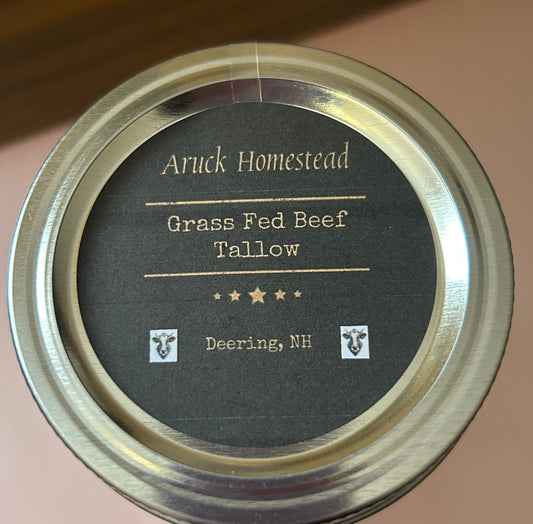 Aruck Homestead
Grass Fed Beef
Tallow
Deering, NH